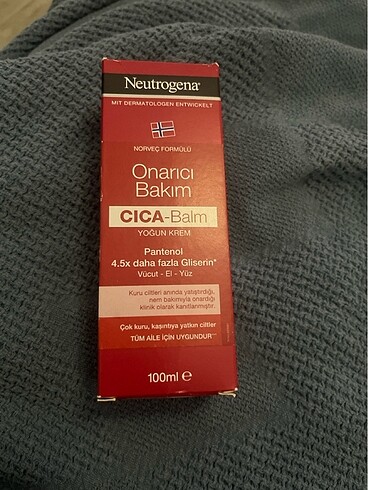 Neutrogena®
MIT DERMATOLOGEN ENTWICKELT
NORVEÇ FORMÜLÜ
Onarıcı
Bakım
CICA-Balm
YOĞUN KREM
Pantenol
4.5x daha fazla Gliserin*
Vücut - El - Yüz
Kuru ciltleri anında yatıştırdığı,
nem bakımıyla onardığı
klinik olarak kanıtlanmıştır.
Çok kuru, kaşıntıya yatkın ciltler
TÜM AİLE İÇİN UYGUNDUR**
100ml e